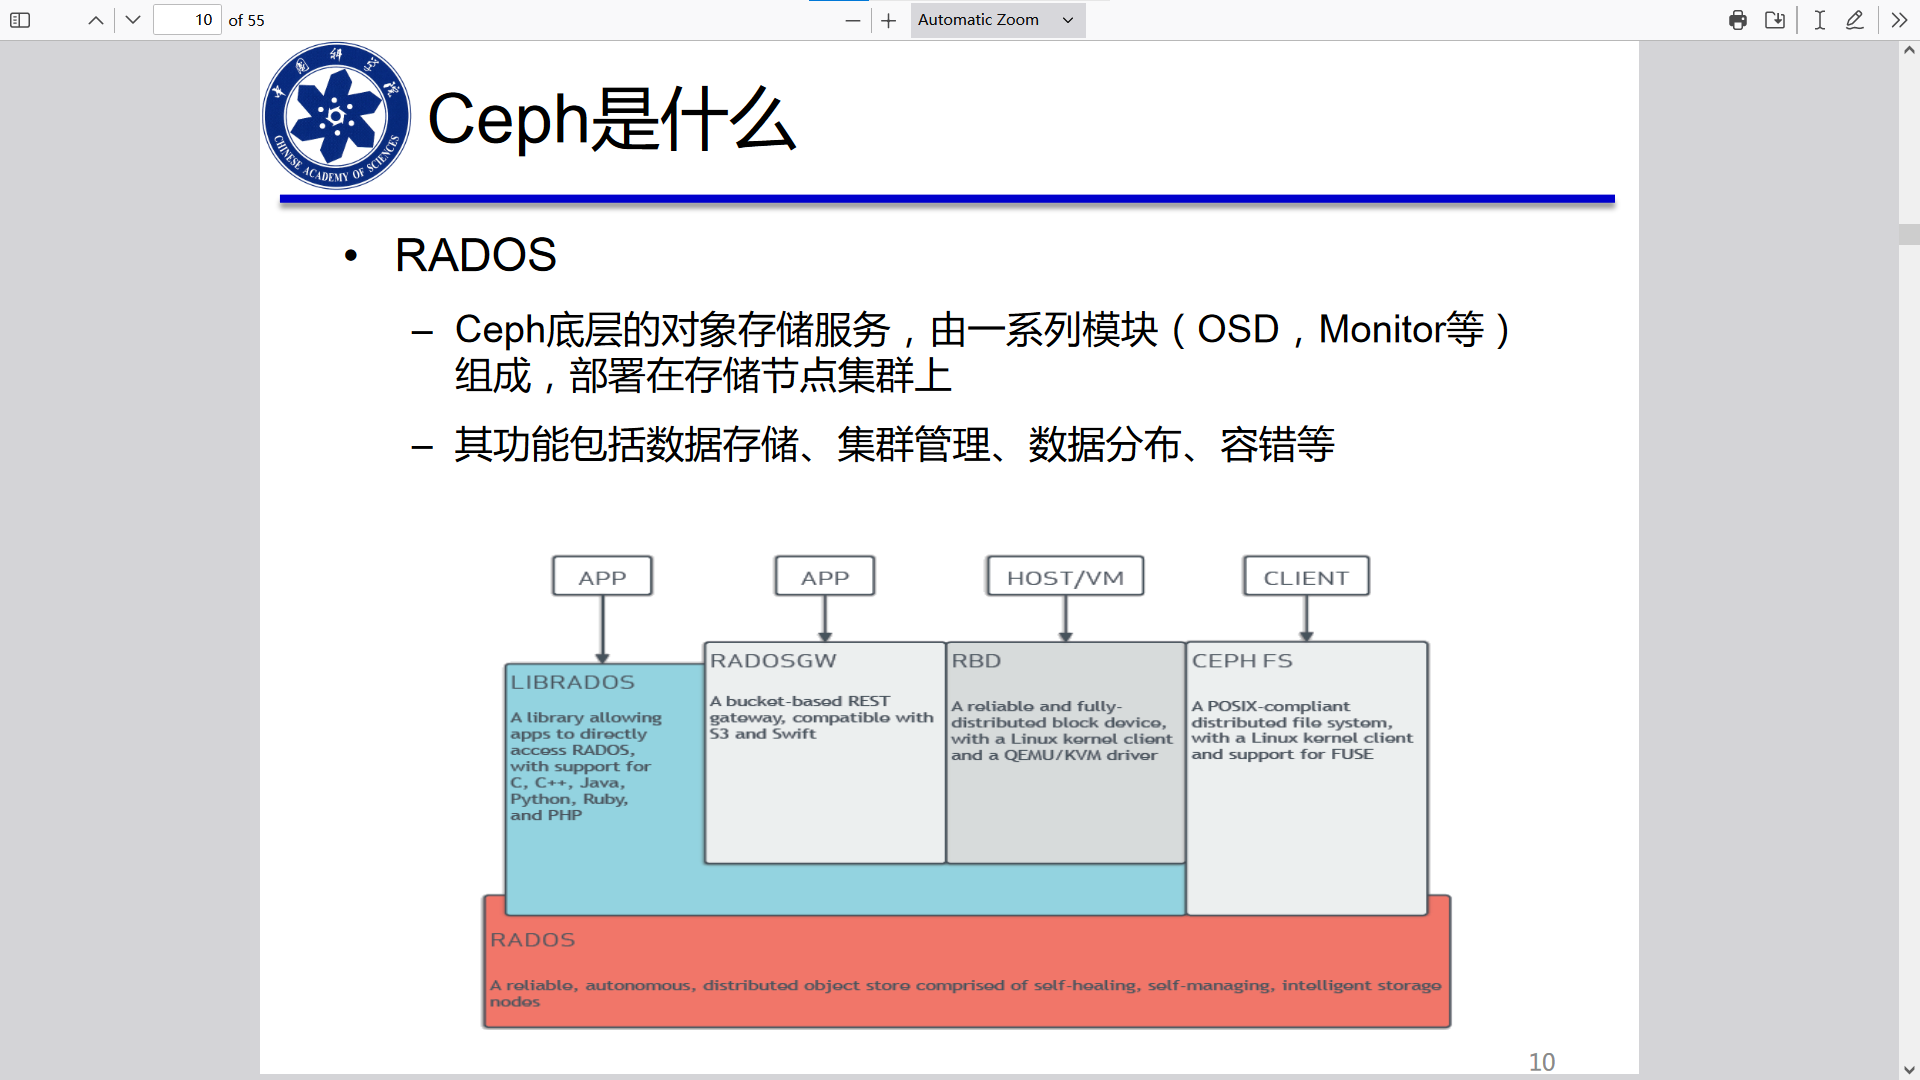 10 of 55
Automatic Zoom
中国科学院
CHINESE ACADEMY OF SCIENCES
Ceph是什么
• RADOS
– Ceph底层的对象存储服务，由一系列模块（OSD，Monitor等）
组成，部署在存储节点集群上
– 其功能包括数据存储、集群管理、数据分布、容错等
APP
APP
HOST/VM
CLIENT
LIBRADOS
A library allowing
apps to directly
access RADOS,
with support for
C, C++, Java,
Python, Ruby,
and PHP
RADOSGW
A bucket-based REST
gateway, compatible with
S3 and Swift
RBD
A reliable and fully-
distributed block device,
with a Linux kernel client
and a QEMU/KVM driver
CEPH FS
A POSIX-compliant
distributed file system,
with a Linux kernel client
and support for FUSE
RADOS
A reliable, autonomous, distributed object store comprised of self-healing, self-managing, intelligent storage
nodes
10